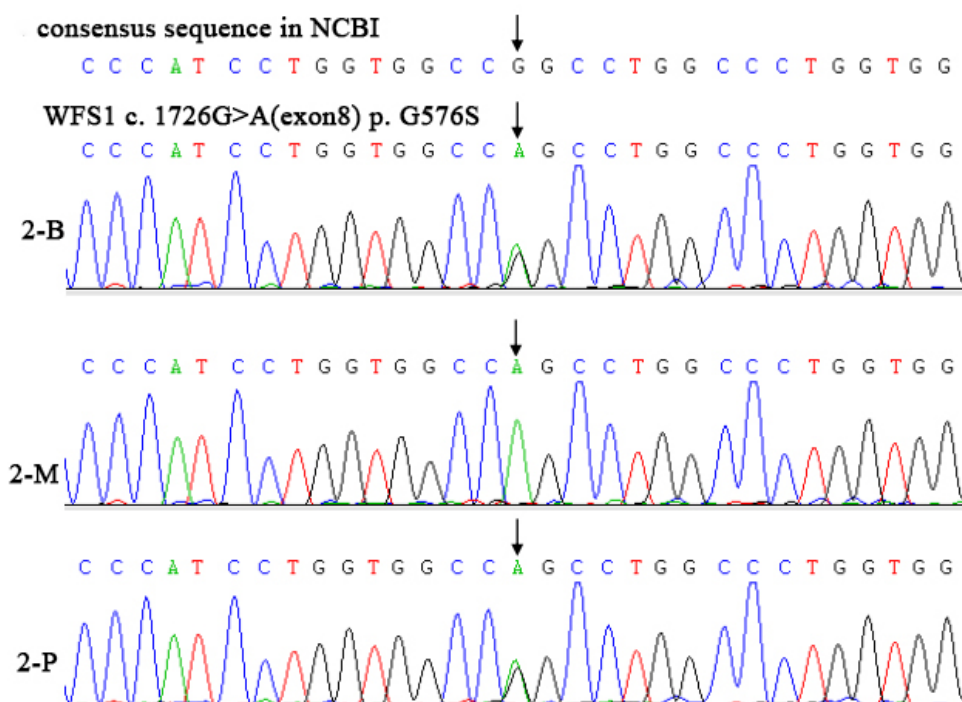 consensus sequence in NCBI
C C C A T C C T G G T G G C C G G C C T G G C C C T G G T G G
WFS1 c. 1726G>A(exon8) p. G576S
C C C A T C C T G G T G G C C A G C C T G G C C C T G G T G G
2-B
C C C A T C C T G G T G G C C A G C C T G G C C C T G G T G G
2-M
C C C A T C C T G G T G G C C A G C C T G G C C C T G G T G G
2-P